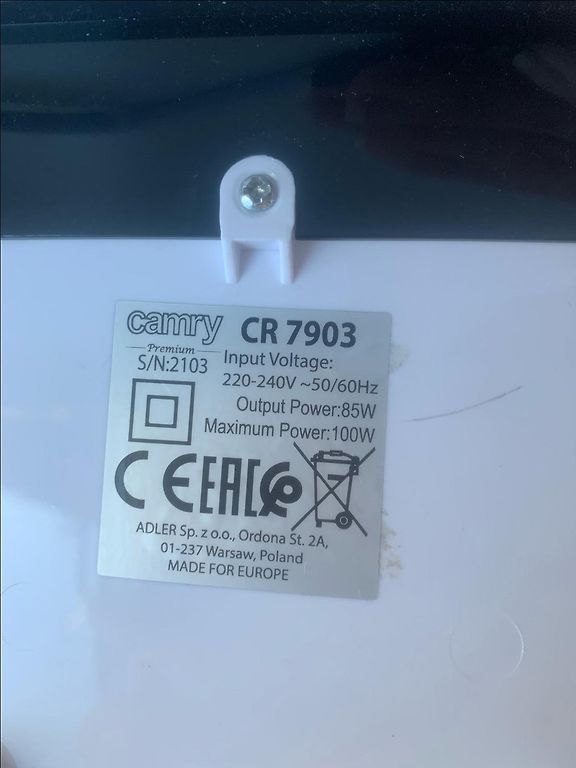 camry CR 7903
Premium
S/N:2103 Input Voltage:
220-240V ~50/60Hz
Output Power:85W
Maximum Power:100W
CE EAC
ADLER Sp. z o.o., Ordona St. 2A,
01-237 Warsaw, Poland
MADE FOR EUROPE